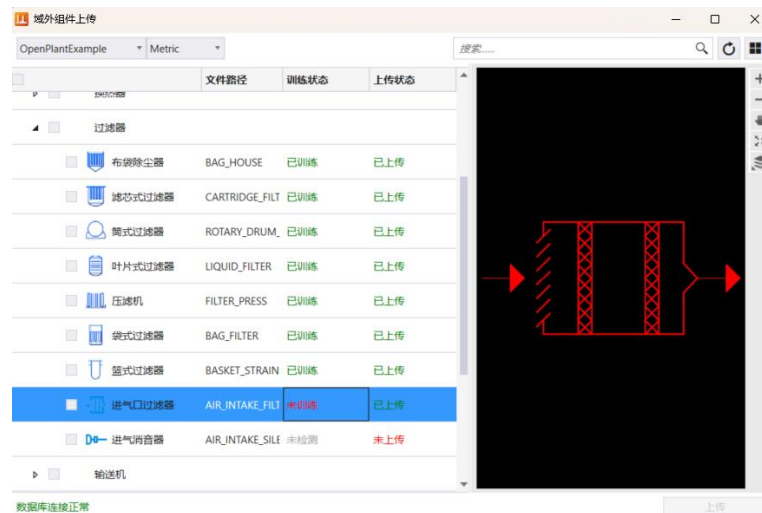 域外组件上传
OpenPlantExample Metric 搜索.....
文件路径 训练状态 上传状态
换热器
过滤器
布袋除尘器 BAG_HOUSE 已训练 已上传
滤芯式过滤器 CARTRIDGE_FILT 已训练 已上传
筒式过滤器 ROTARY_DRUM_ 已训练 已上传
叶片式过滤器 LIQUID_FILTER 已训练 已上传
压滤机 FILTER_PRESS 已训练 已上传
袋式过滤器 BAG_FILTER 已训练 已上传
篮式过滤器 BASKET_STRAIN 已训练 已上传
进气口过滤器 AIR_INTAKE_FILT 未训练 已上传
进气消音器 AIR_INTAKE_SILE 未检测 未上传
输送机
数据库连接正常 上传